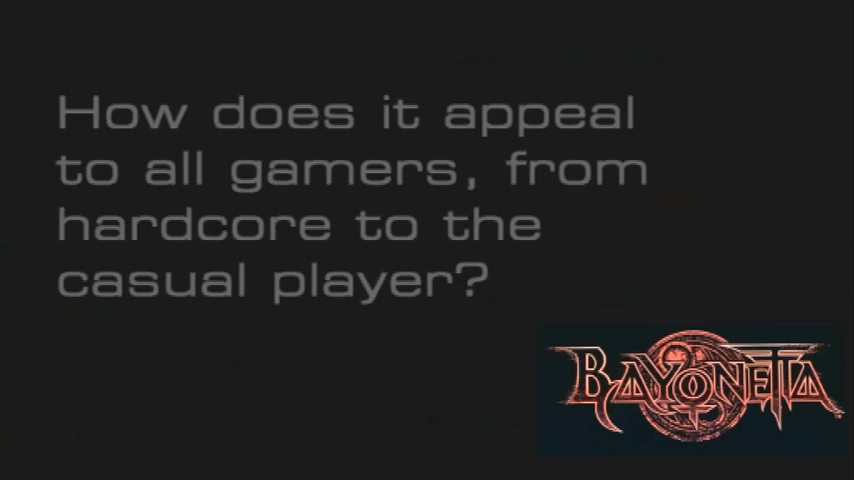 How does it appeal
to all gamers, from
hardcore to the
casual player?
BAYONETTA